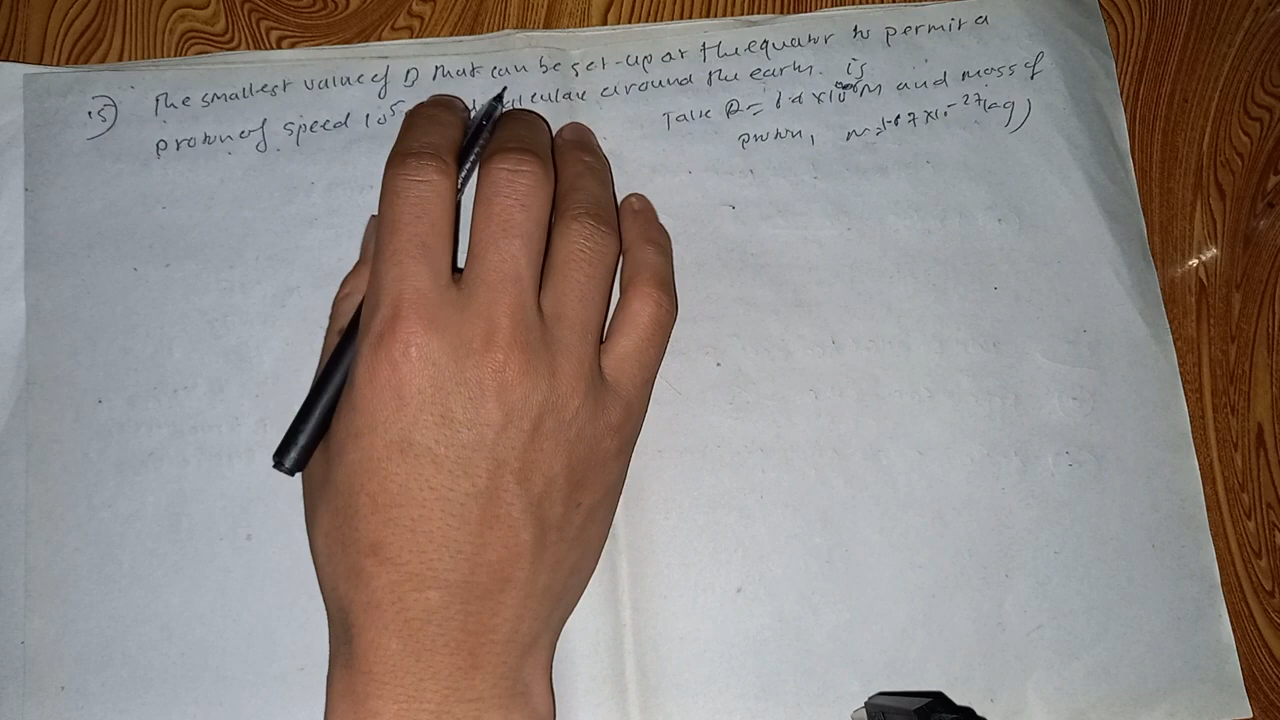 15) The smallest value of B that can be set-up at the equator to permit a
proton of speed 10⁵ circular around the earth. is
Take R = 6.4 × 10⁶ M and mass of
proton, m = 1.67 × 10⁻²⁷ kg)